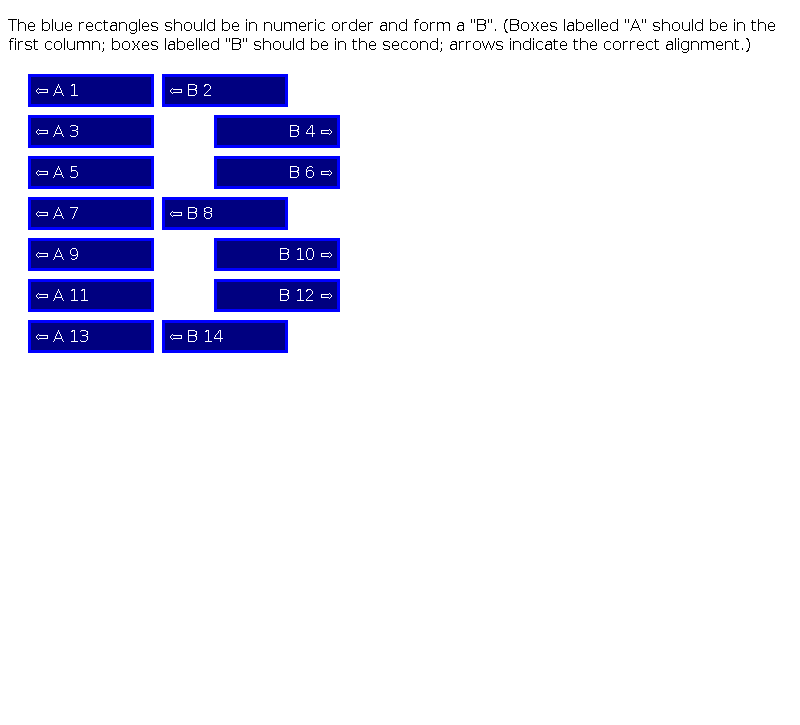 The blue rectangles should be in numeric order and form a "B". (Boxes labelled "A" should be in the
first column; boxes labelled "B" should be in the second; arrows indicate the correct alignment.)
⇦ A 1 ⇦ B 2
⇦ A 3 B 4 ⇨
⇦ A 5 B 6 ⇨
⇦ A 7 ⇦ B 8
⇦ A 9 B 10 ⇨
⇦ A 11 B 12 ⇨
⇦ A 13 ⇦ B 14